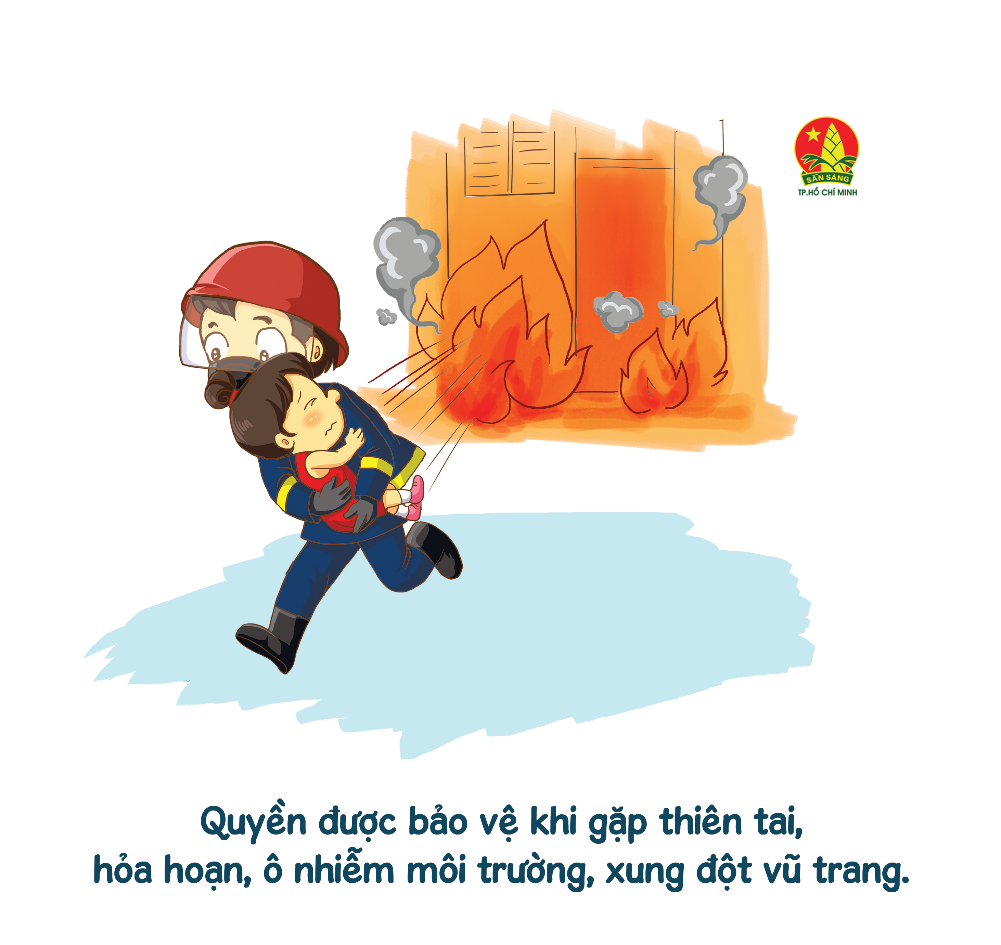 SẴN SÀNG
TP.HỒ CHÍ MINH
Quyền được bảo vệ khi gặp thiên tai,
hỏa hoạn, ô nhiễm môi trường, xung đột vũ trang.